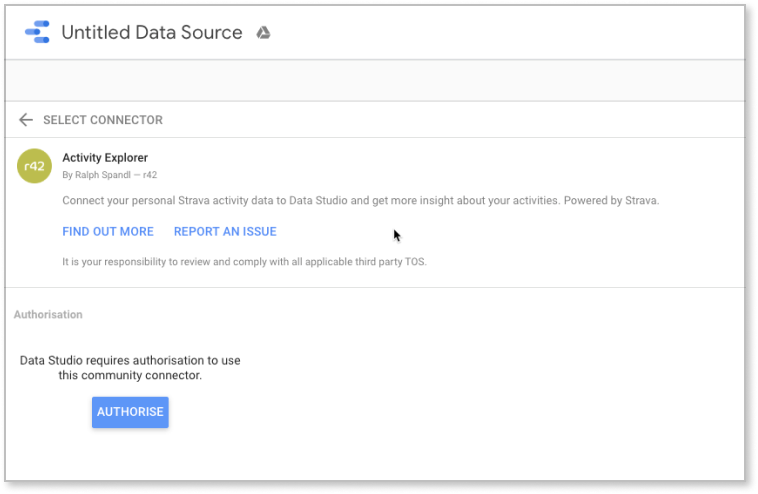 Untitled Data Source
SELECT CONNECTOR
r42
Activity Explorer
By Ralph Spandl — r42
Connect your personal Strava activity data to Data Studio and get more insight about your activities. Powered by Strava.
FIND OUT MORE REPORT AN ISSUE
It is your responsibility to review and comply with all applicable third party TOS.
Authorisation
Data Studio requires authorisation to use
this community connector.
AUTHORISE